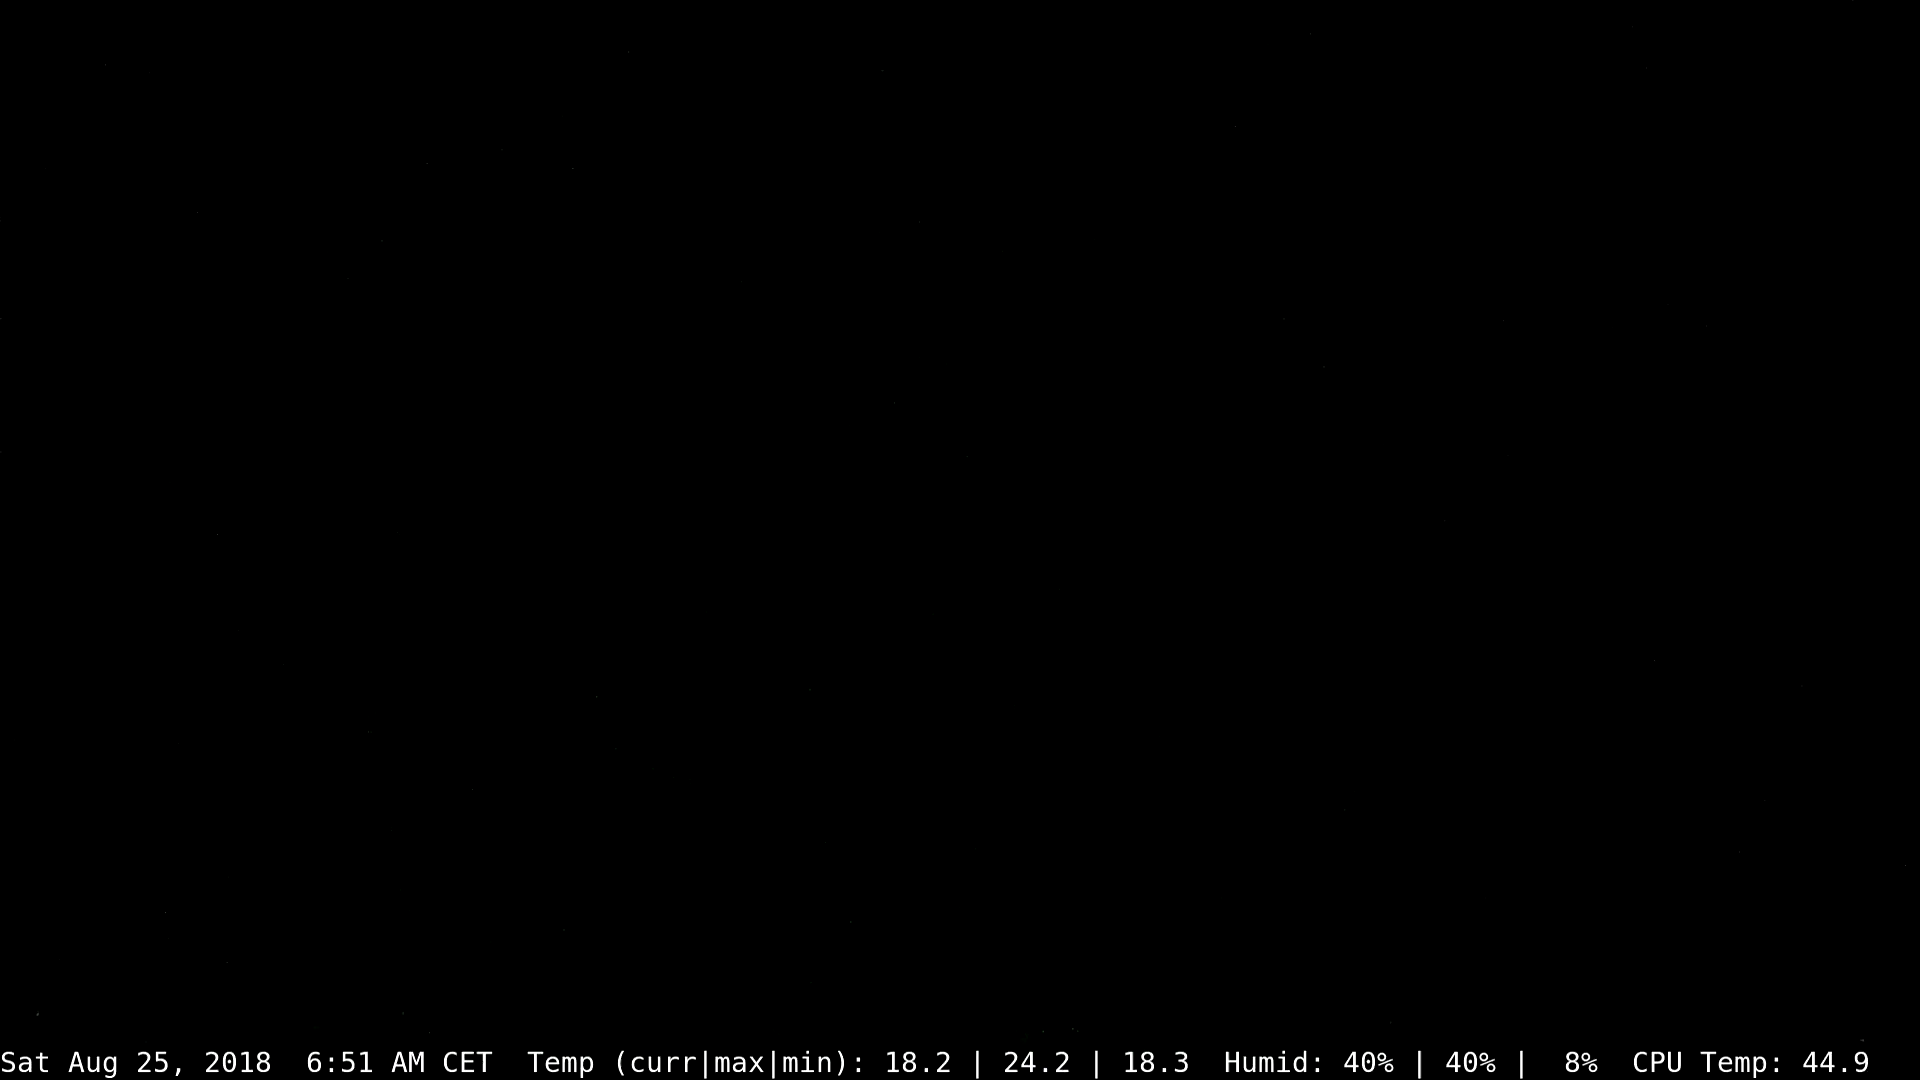 Sat Aug 25, 2018  6:51 AM CET  Temp (curr|max|min): 18.2 | 24.2 | 18.3  Humid: 40% | 40% |  8%  CPU Temp: 44.9